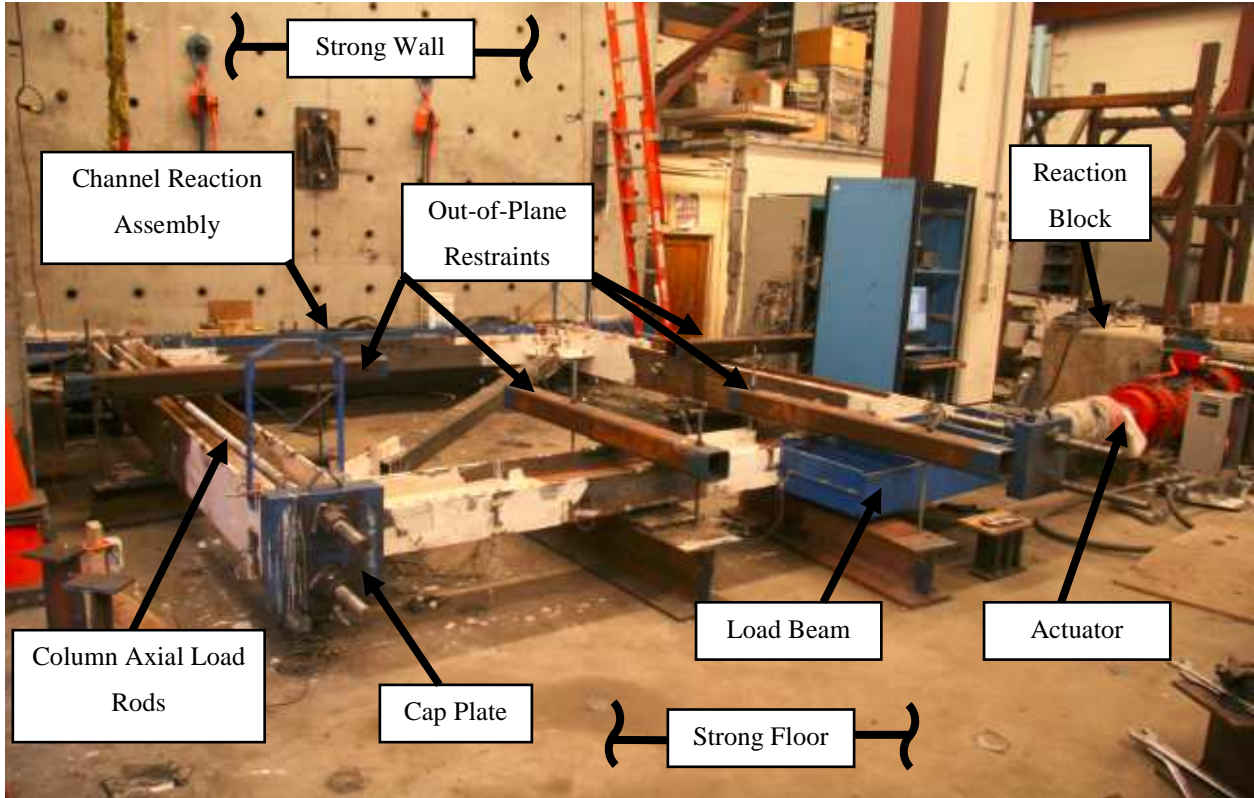 Strong Wall
Channel Reaction
Assembly
Out-of-Plane
Restraints
Reaction
Block
Column Axial Load
Rods
Cap Plate
Load Beam
Actuator
Strong Floor